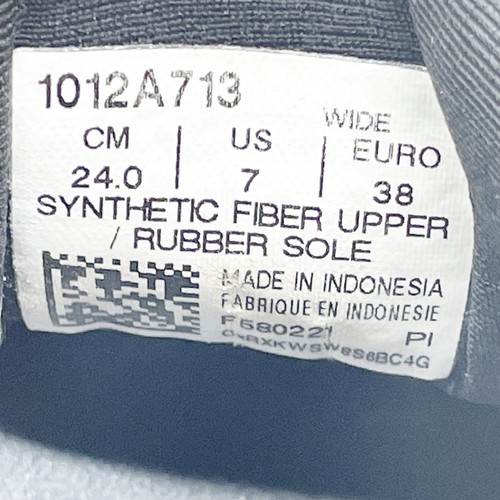 1012A713
WIDE
CM | US | EURO
24.0 | 7 | 38
SYNTHETIC FIBER UPPER
/ RUBBER SOLE
MADE IN INDONESIA
FABRIQUE EN INDONESIE
F580221 PI